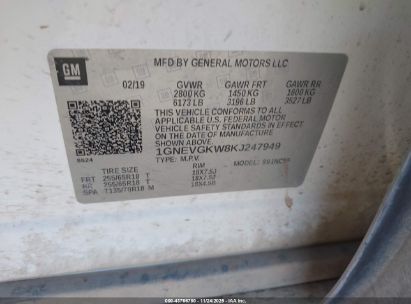 GM
MFD BY GENERAL MOTORS LLC
02/19 GVWR GAWR FRT GAWR RR
2800 KG 1450 KG 1600 KG
6173 LB 3196 LB 3527 LB
THIS VEHICLE CONFORMS TO ALL
APPLICABLE U.S. FEDERAL MOTOR
VEHICLE SAFETY STANDARDS IN EFFECT
ON THE DATE OF MANUFACTURE
SHOWN ABOVE.
1GNEVGKW8KJ247949
TYPE: M.P.V.
TIRE SIZE RIM
FRT 255/65R18 T 18X7.5J
RR 255/65R18 T 18X7.5J
SPA T135/70R18 M